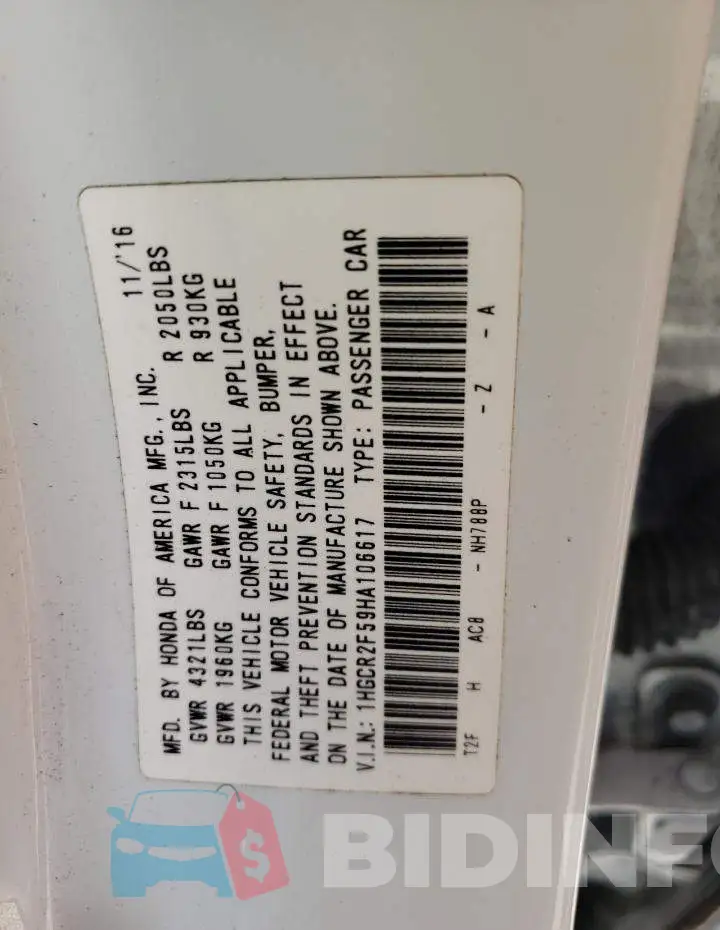 MFD. BY HONDA OF AMERICA MFG., INC. 11/'16
GVWR 4321LBS GAWR F 2315LBS R 2050LBS
GVWR 1960KG GAWR F 1050KG R 930KG
THIS VEHICLE CONFORMS TO ALL APPLICABLE
FEDERAL MOTOR VEHICLE SAFETY, BUMPER,
AND THEFT PREVENTION STANDARDS IN EFFECT
ON THE DATE OF MANUFACTURE SHOWN ABOVE.
V.I.N.: 1HGCR2F59HA106617 TYPE: PASSENGER CAR
T2F H AC8 - NH788P - Z - A
$ BIDINFO